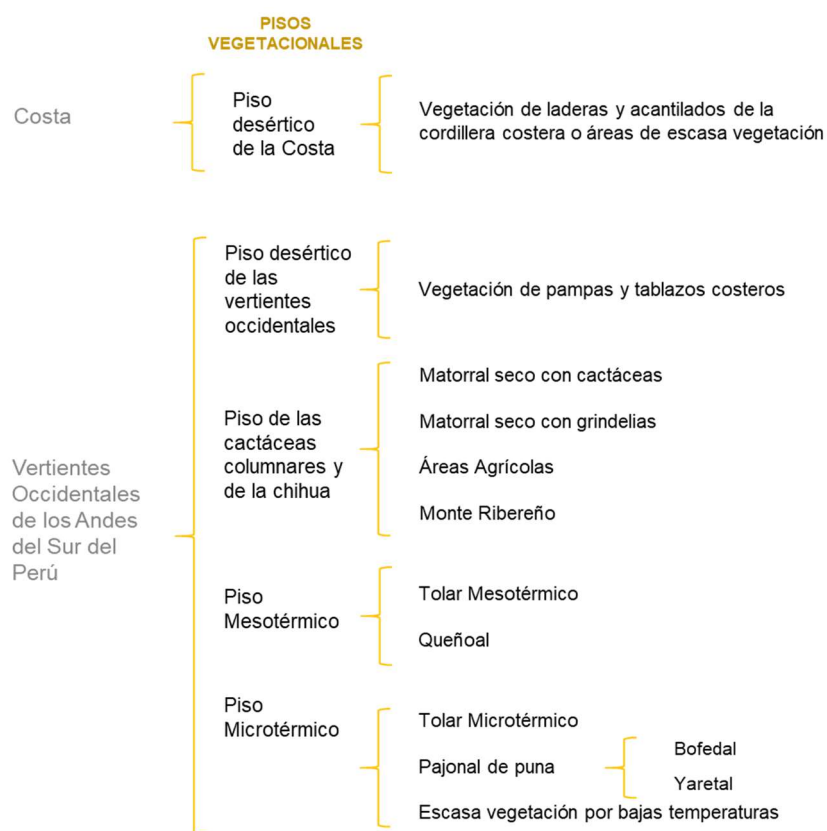 PISOS
VEGETACIONALES
Costa
Piso
desértico
de la Costa
Vegetación de laderas y acantilados de la
cordillera costera o áreas de escasa vegetación
Vertientes
Occidentales
de los Andes
del Sur del
Perú
Piso desértico
de las
vertientes
occidentales
Vegetación de pampas y tablazos costeros
Piso de las
cactáceas
columnares y
de la chihua
Matorral seco con cactáceas
Matorral seco con grindelias
Áreas Agrícolas
Monte Ribereño
Piso
Mesotérmico
Tolar Mesotérmico
Queñoal
Piso
Microtérmico
Tolar Microtérmico
Pajonal de puna
Bofedal
Yaretal
Escasa vegetación por bajas temperaturas